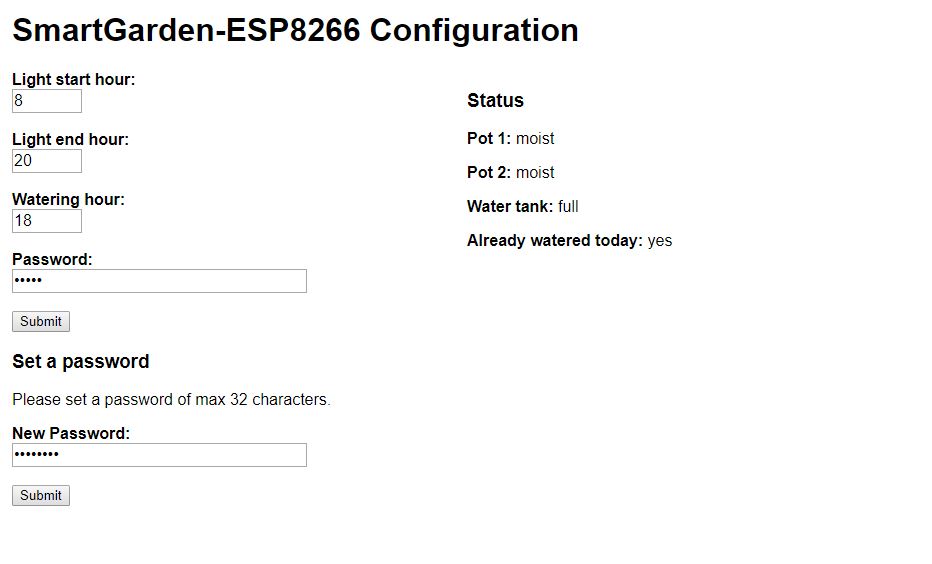 SmartGarden-ESP8266 Configuration
Light start hour:
8
Light end hour:
20
Watering hour:
18
Password:
•••••
Submit
Set a password
Please set a password of max 32 characters.
New Password:
••••••••
Submit
Status
Pot 1: moist
Pot 2: moist
Water tank: full
Already watered today: yes